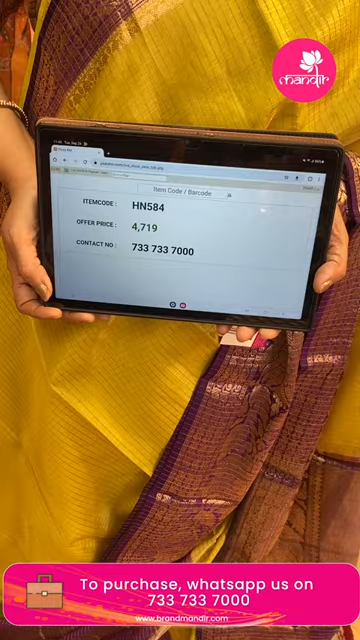 mandir
Item Code / Barcode
ITEMCODE : HN584
OFFER PRICE : 4,719
CONTACT NO : 733 733 7000
To purchase, whatsapp us on
733 733 7000
www.brandmandir.com